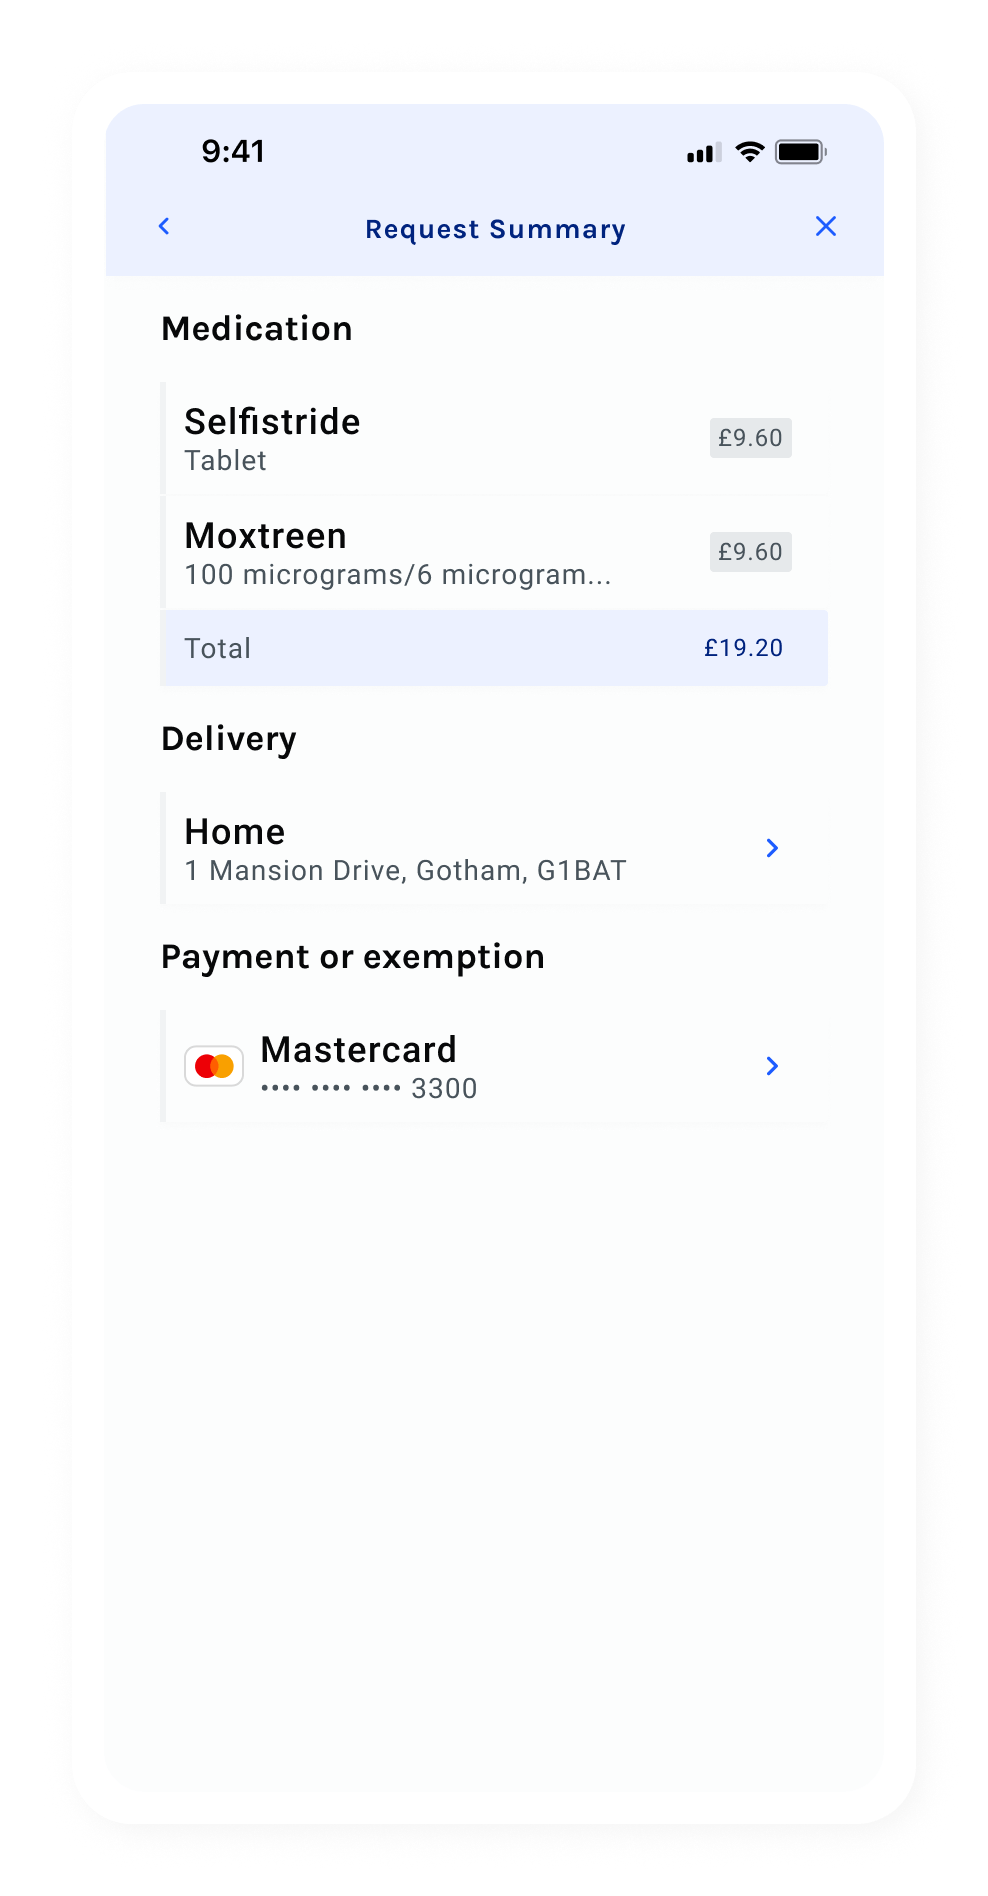 9:41
Request Summary
Medication
Selfistride
£9.60
Tablet
Moxtreen
£9.60
100 micrograms/6 microgram...
Total £19.20
Delivery
Home
1 Mansion Drive, Gotham, G1BAT
Payment or exemption
Mastercard
•••• •••• •••• 3300